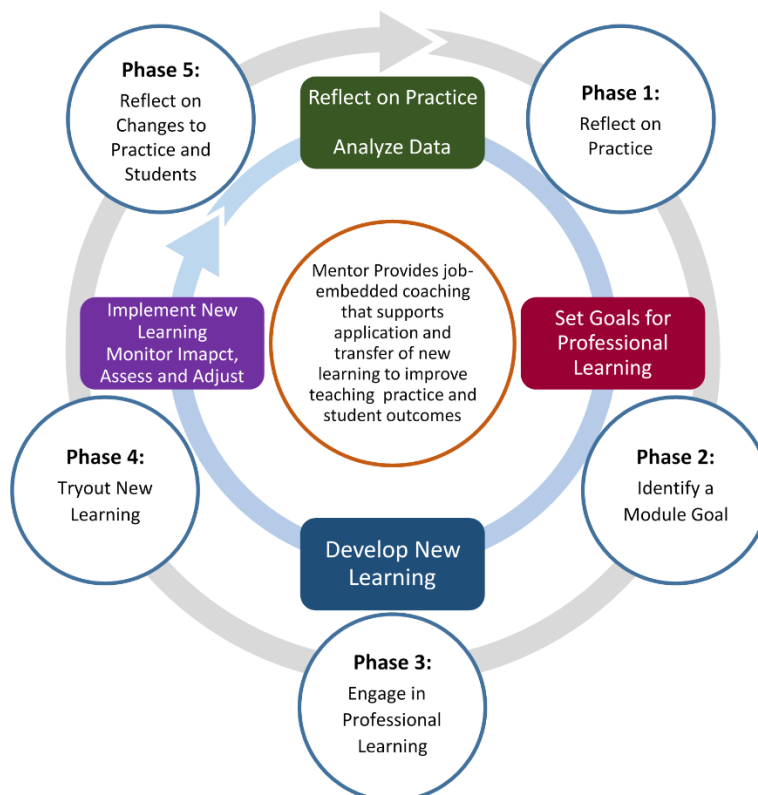 Phase 5:
Reflect on
Changes to
Practice and
Students
Reflect on Practice
Analyze Data
Phase 1:
Reflect on
Practice
Mentor Provides job-
embedded coaching
that supports
application and
transfer of new
learning to improve
teaching practice and
student outcomes
Implement New
Learning
Monitor Imapct,
Assess and Adjust
Set Goals for
Professional
Learning
Phase 4:
Tryout New
Learning
Phase 2:
Identify a
Module Goal
Develop New
Learning
Phase 3:
Engage in
Professional
Learning